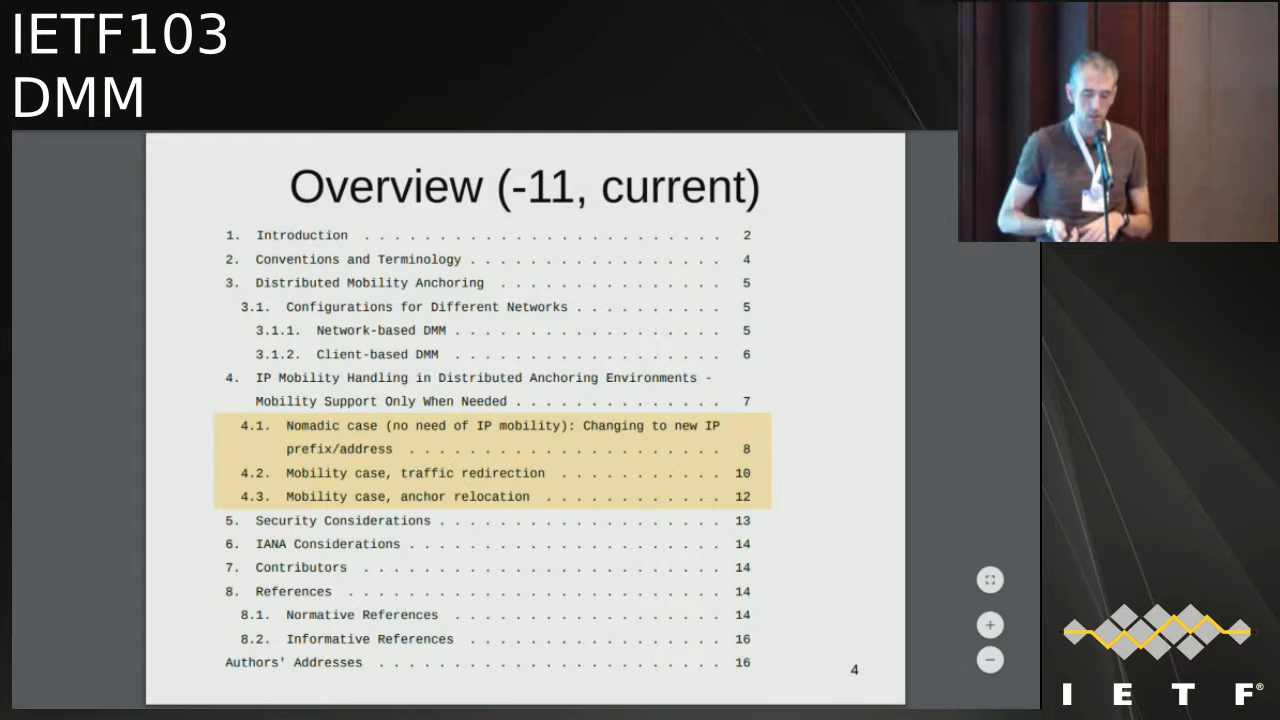 IETF103
DMM
Overview (-11, current)
1. Introduction . . . . . . . . . . . . . . . . . . . . . . . . 2
2. Conventions and Terminology . . . . . . . . . . . . . . . . . 4
3. Distributed Mobility Anchoring . . . . . . . . . . . . . . . 5
3.1. Configurations for Different Networks . . . . . . . . . . 5
3.1.1. Network-based DMM . . . . . . . . . . . . . . . . . . 5
3.1.2. Client-based DMM . . . . . . . . . . . . . . . . . . 6
4. IP Mobility Handling in Distributed Anchoring Environments -
Mobility Support Only When Needed . . . . . . . . . . . . . . 7
4.1. Nomadic case (no need of IP mobility): Changing to new IP
prefix/address . . . . . . . . . . . . . . . . . . . . . 8
4.2. Mobility case, traffic redirection . . . . . . . . . . . 10
4.3. Mobility case, anchor relocation . . . . . . . . . . . . 12
5. Security Considerations . . . . . . . . . . . . . . . . . . . 13
6. IANA Considerations . . . . . . . . . . . . . . . . . . . . . 14
7. Contributors . . . . . . . . . . . . . . . . . . . . . . . . 14
8. References . . . . . . . . . . . . . . . . . . . . . . . . . 14
8.1. Normative References . . . . . . . . . . . . . . . . . . 14
8.2. Informative References . . . . . . . . . . . . . . . . . 16
Authors' Addresses . . . . . . . . . . . . . . . . . . . . . . . 16
4
IETF®